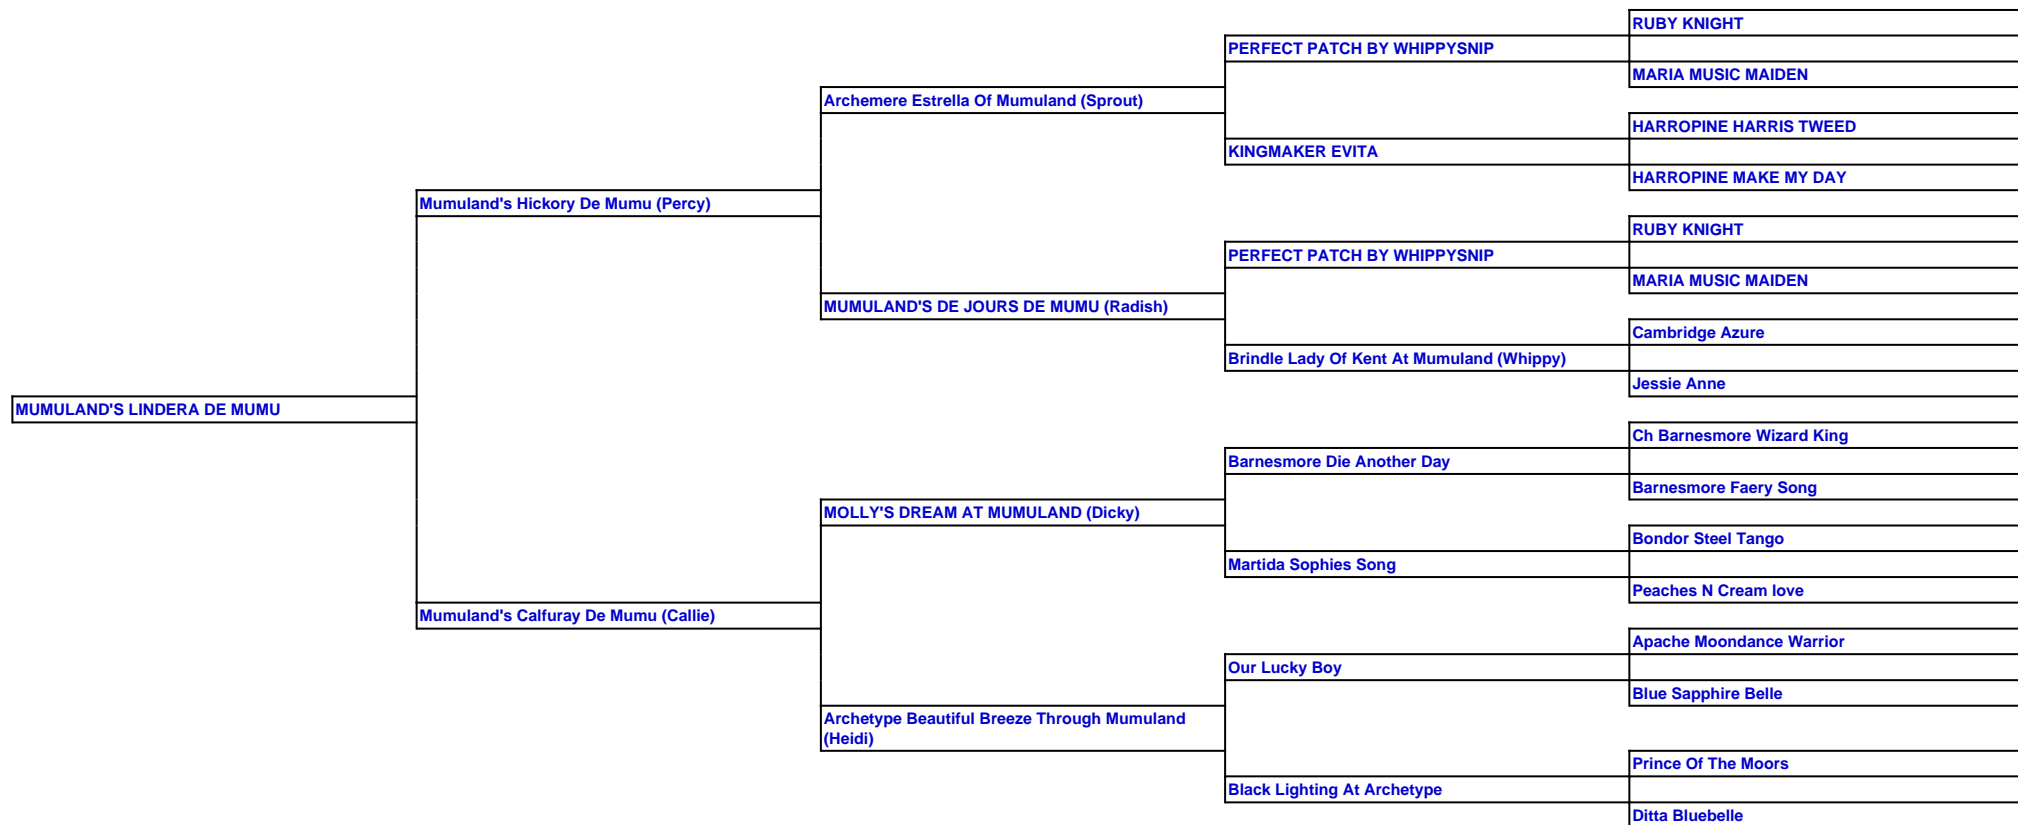 RUBY KNIGHT
PERFECT PATCH BY WHIPPYSNIP
MARIA MUSIC MAIDEN
Archemere Estrella Of Mumuland (Sprout)
HARROPINE HARRIS TWEED
KINGMAKER EVITA
HARROPINE MAKE MY DAY
Mumuland's Hickory De Mumu (Percy)
RUBY KNIGHT
PERFECT PATCH BY WHIPPYSNIP
MARIA MUSIC MAIDEN
MUMULAND'S DE JOURS DE MUMU (Radish)
Cambridge Azure
Brindle Lady Of Kent At Mumuland (Whippy)
Jessie Anne
MUMULAND'S LINDERA DE MUMU
Ch Barnesmore Wizard King
Barnesmore Die Another Day
Barnesmore Faery Song
MOLLY'S DREAM AT MUMULAND (Dicky)
Bondor Steel Tango
Martida Sophies Song
Peaches N Cream love
Mumuland's Calfuray De Mumu (Callie)
Apache Moondance Warrior
Our Lucky Boy
Blue Sapphire Belle
Archetype Beautiful Breeze Through Mumuland
(Heidi)
Prince Of The Moors
Black Lighting At Archetype
Ditta Bluebelle